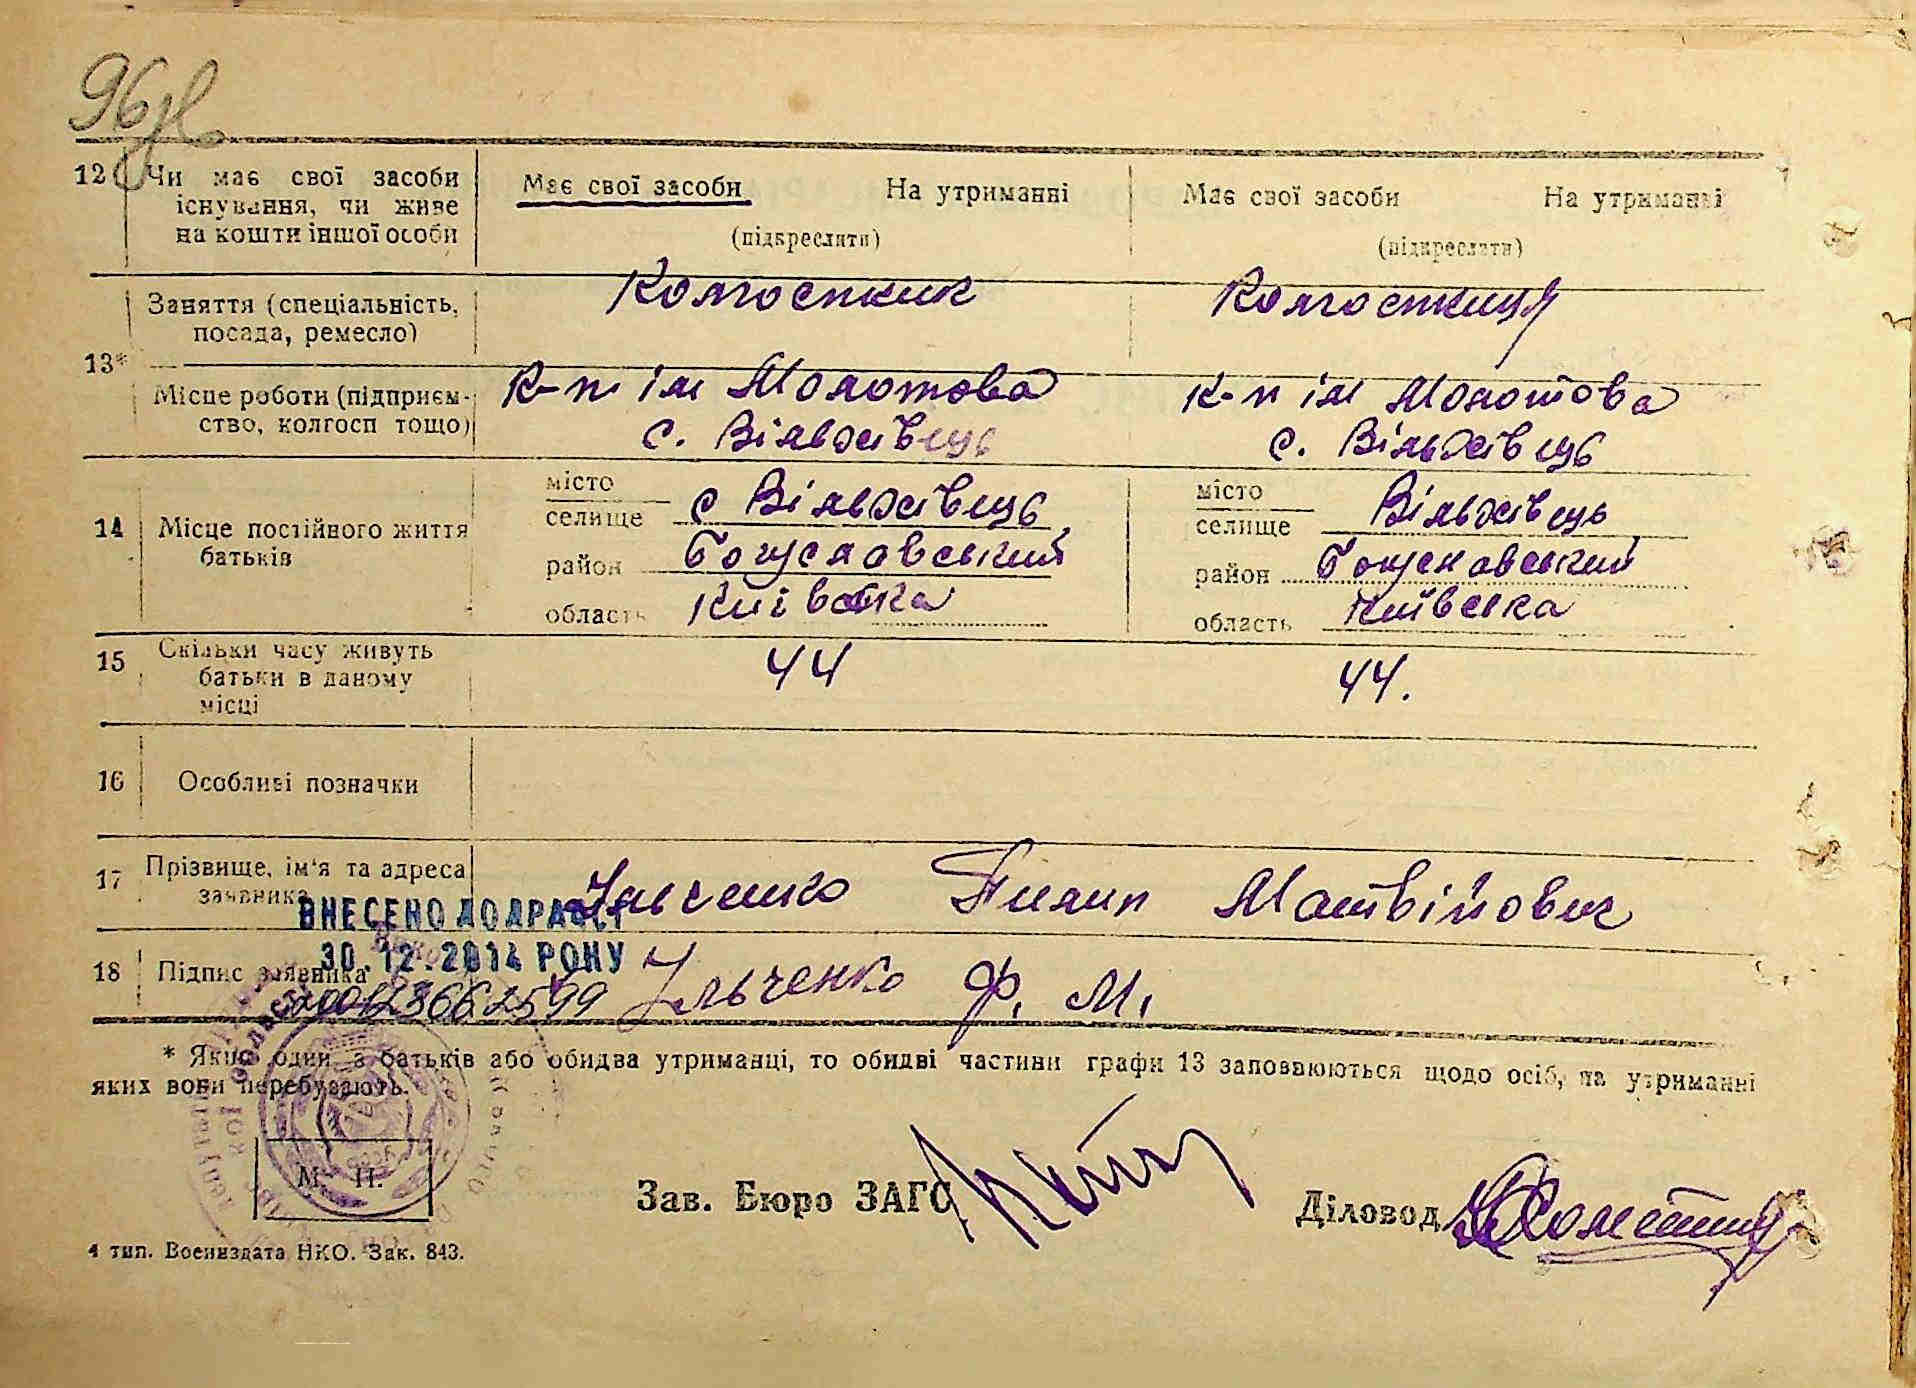 96
12 Чи має свої засоби існування, чи живе на кошти іншої особи
Має свої засоби На утриманні
(підкреслити)
Має свої засоби На утриманні
(підкреслити)
13*
Заняття (спеціальність, посада, ремесло)
Колгоспник
Колгоспниця
Місце роботи (підприєм-
ство, колгосп тощо)
К-п ім Молотова
с. Вільховець
к-п ім Молотова
с. Вільховець
14 Місце постійного життя батьків
місто
селище с Вільхівець
район Богуславський
область Київська
місто
селище Вільхівець
район Богуславський
область Київська
15 Скільки часу живуть батьки в даному місці
44
44.
16 Особливі позначки
17 Прізвище, ім'я та адреса заявника
Ільченко Пилип Матвійович
ВНЕСЕНО ДО ДРАЦСГ
30.12.2014 РОКУ
18 Підпис заявника
Ільченко Ф. М.
00123662599
* Якщо один з батьків або обидва утриманці, то обидві частини графи 13 заповнюються щодо осіб, на утриманні
яких вони перебувають.
М. П.
Зав. Бюро ЗАГС
Діловод
4 тип. Воениздата НКО. Зак. 843.